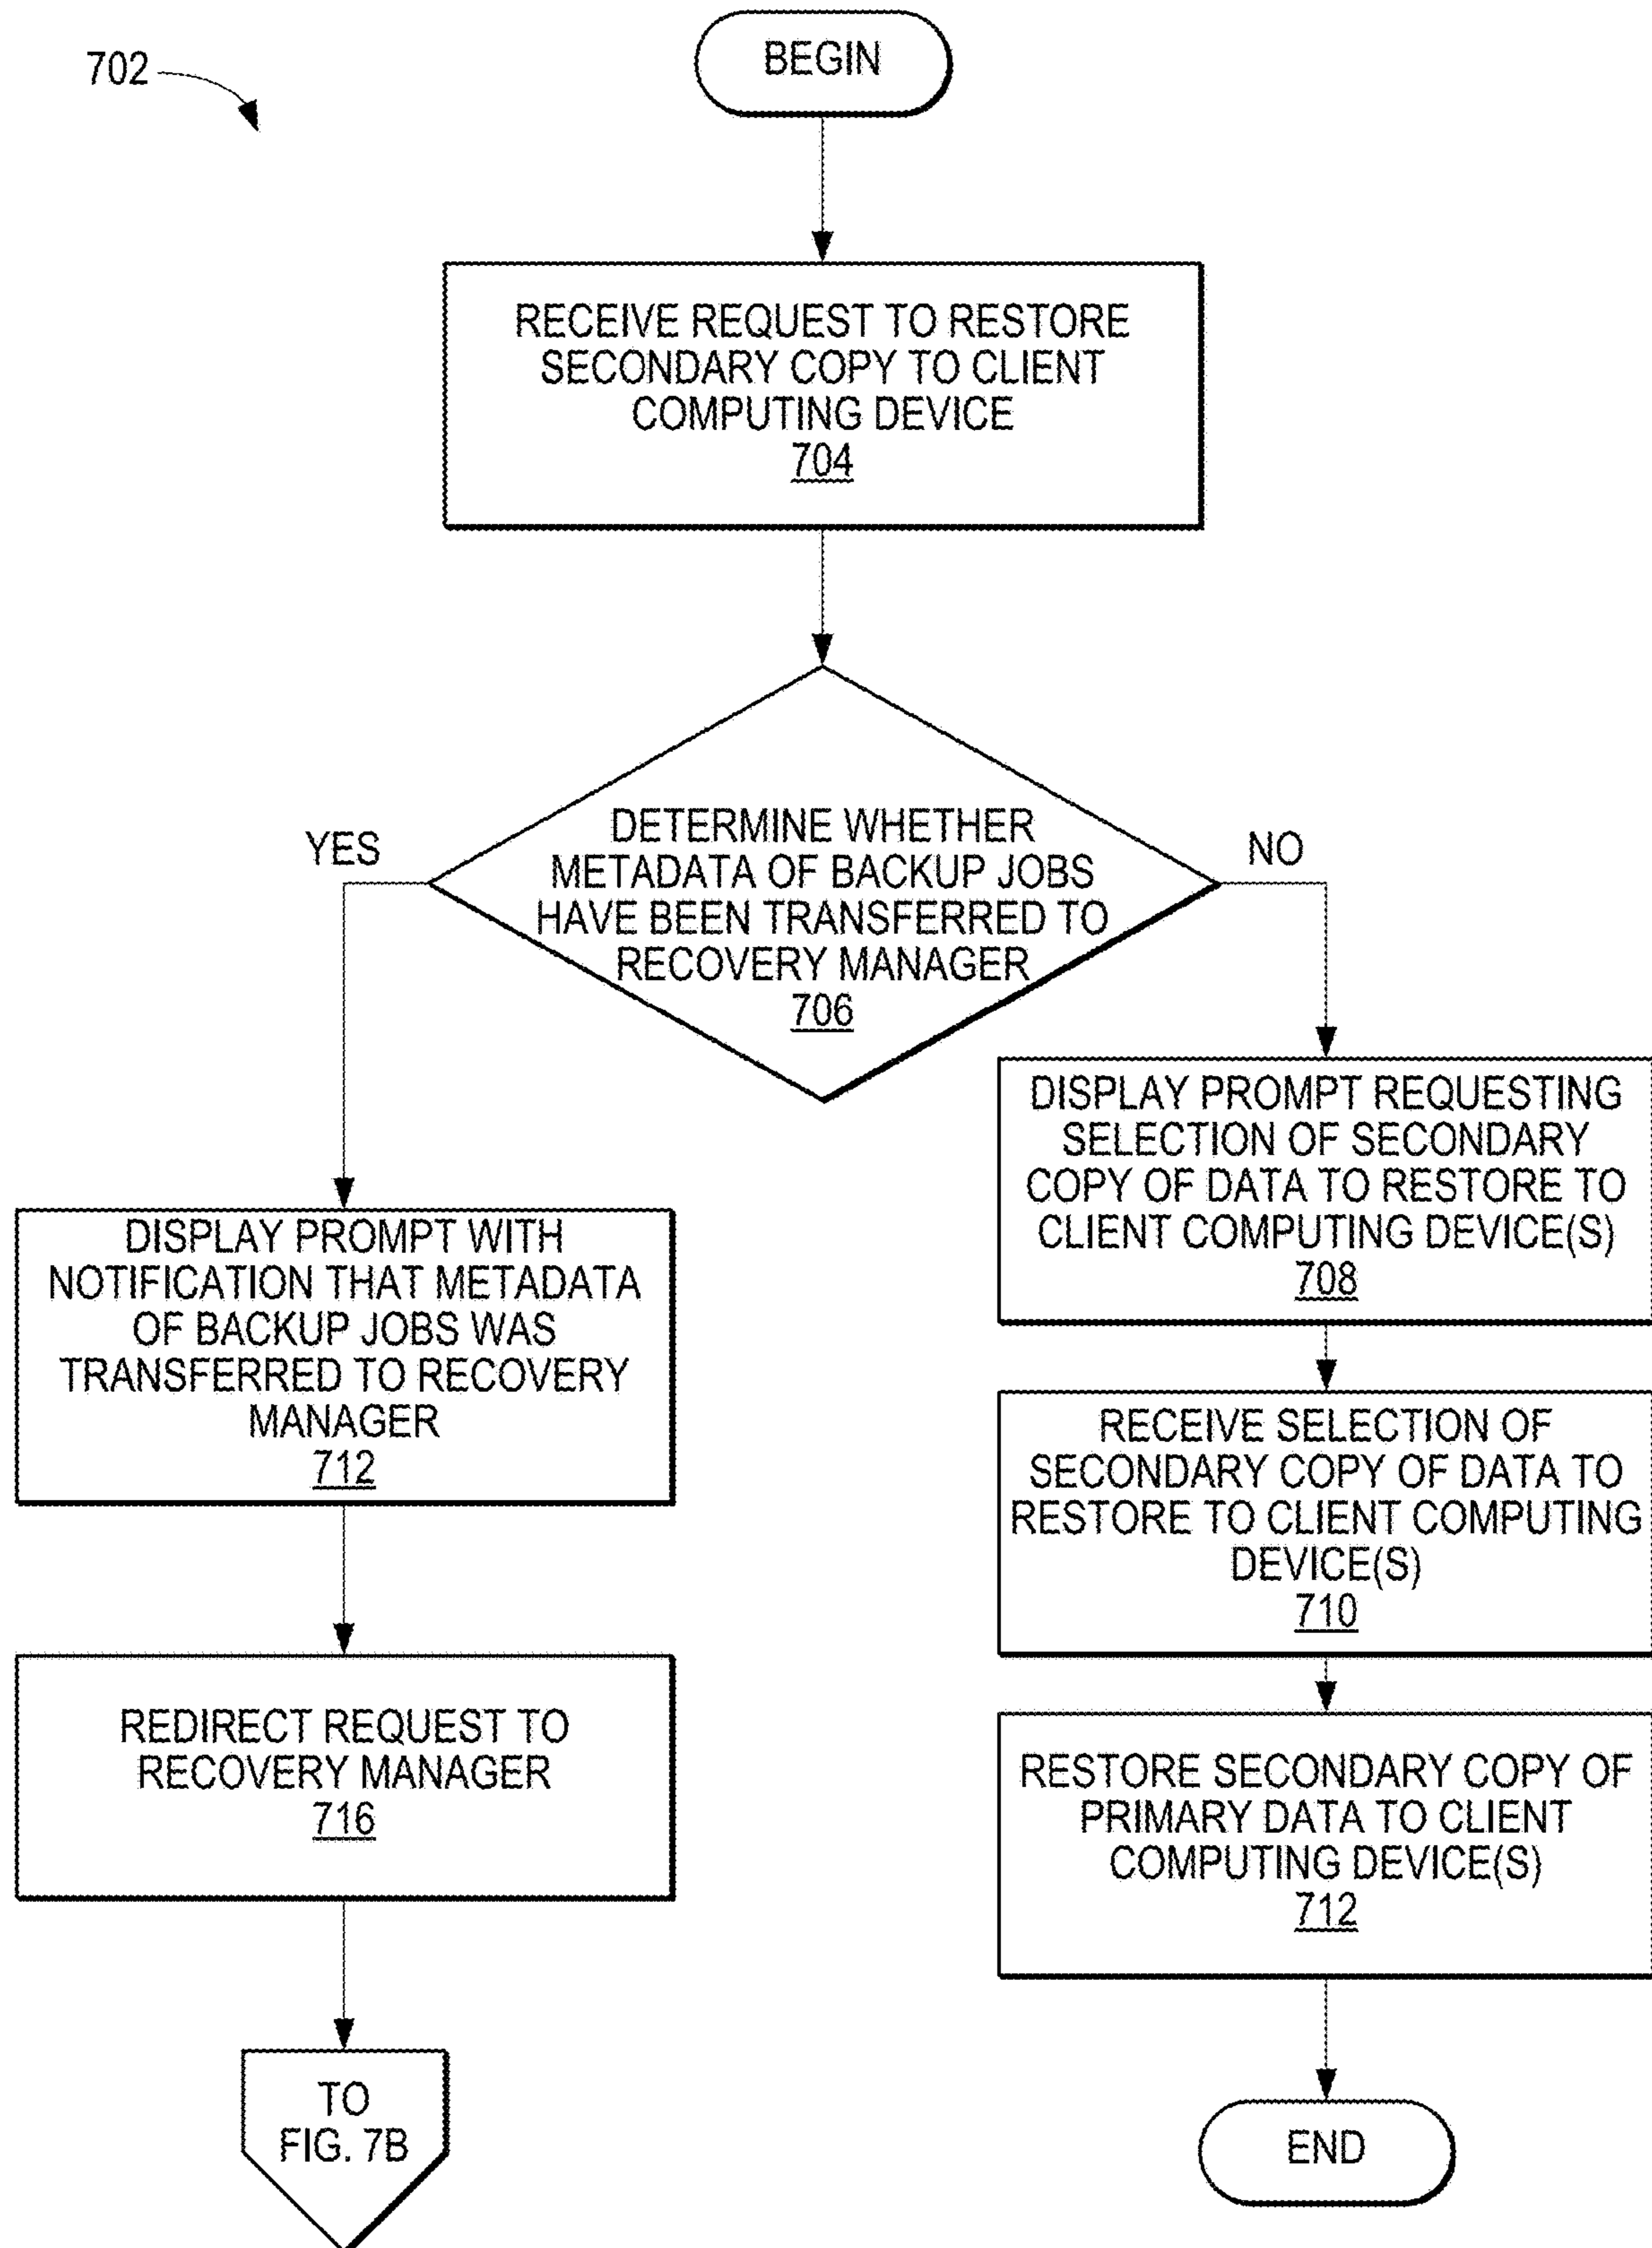 702
BEGIN
RECEIVE REQUEST TO RESTORE
SECONDARY COPY TO CLIENT
COMPUTING DEVICE
704
DETERMINE WHETHER
METADATA OF BACKUP JOBS
HAVE BEEN TRANSFERRED TO
RECOVERY MANAGER
706
YES
NO
DISPLAY PROMPT WITH
NOTIFICATION THAT METADATA
OF BACKUP JOBS WAS
TRANSFERRED TO RECOVERY
MANAGER
712
REDIRECT REQUEST TO
RECOVERY MANAGER
716
TO
FIG. 7B
DISPLAY PROMPT REQUESTING
SELECTION OF SECONDARY
COPY OF DATA TO RESTORE TO
CLIENT COMPUTING DEVICE(S)
708
RECEIVE SELECTION OF
SECONDARY COPY OF DATA TO
RESTORE TO CLIENT COMPUTING
DEVICE(S)
710
RESTORE SECONDARY COPY OF
PRIMARY DATA TO CLIENT
COMPUTING DEVICE(S)
712
END